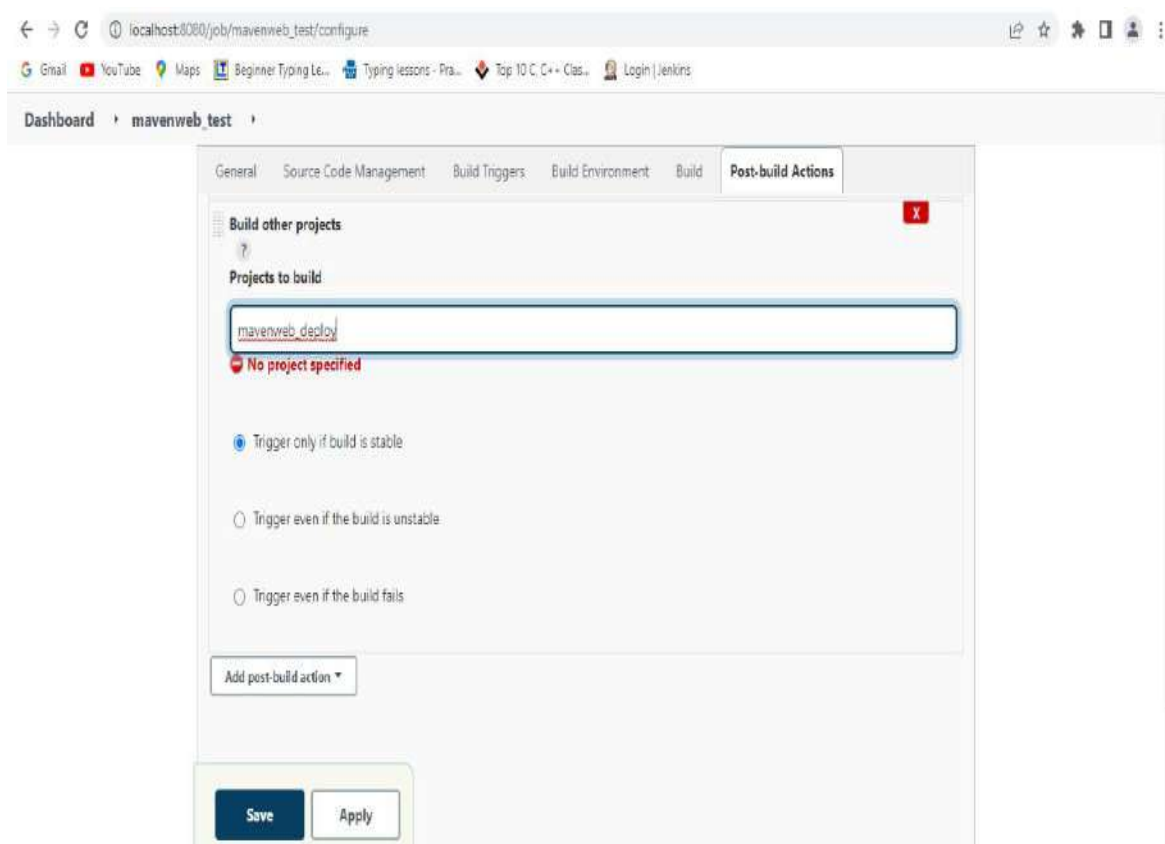 localhost:8080/job/mavenweb_test/configure
Gmail YouTube Maps Beginner Typing Le... Typing lessons - Pra... Top 10 C, C++ Clas... Login | Jenkins
Dashboard mavenweb_test
General Source Code Management Build Triggers Build Environment Build Post-build Actions
Build other projects
X
?
Projects to build
mavenweb_deploy
No project specified
Trigger only if build is stable
Trigger even if the build is unstable
Trigger even if the build fails
Add post-build action
Save Apply